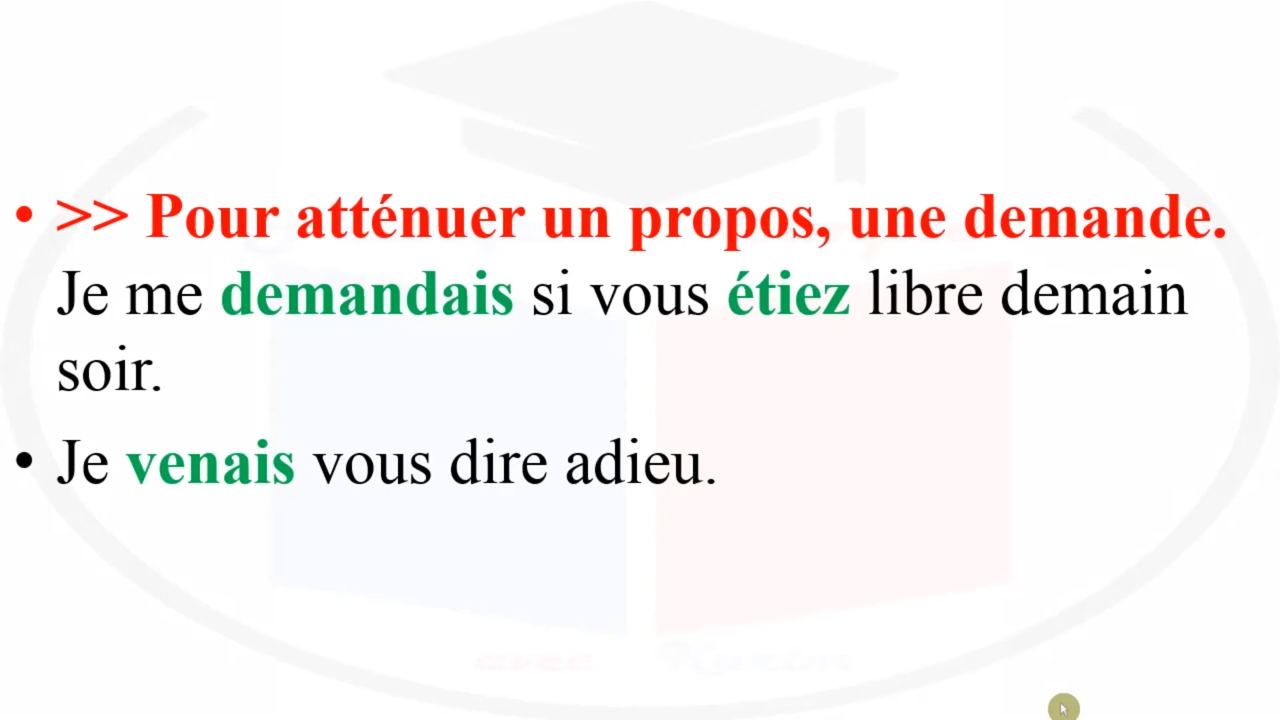 • >> Pour atténuer un propos, une demande.
Je me demandais si vous étiez libre demain
soir.
• Je venais vous dire adieu.
avec